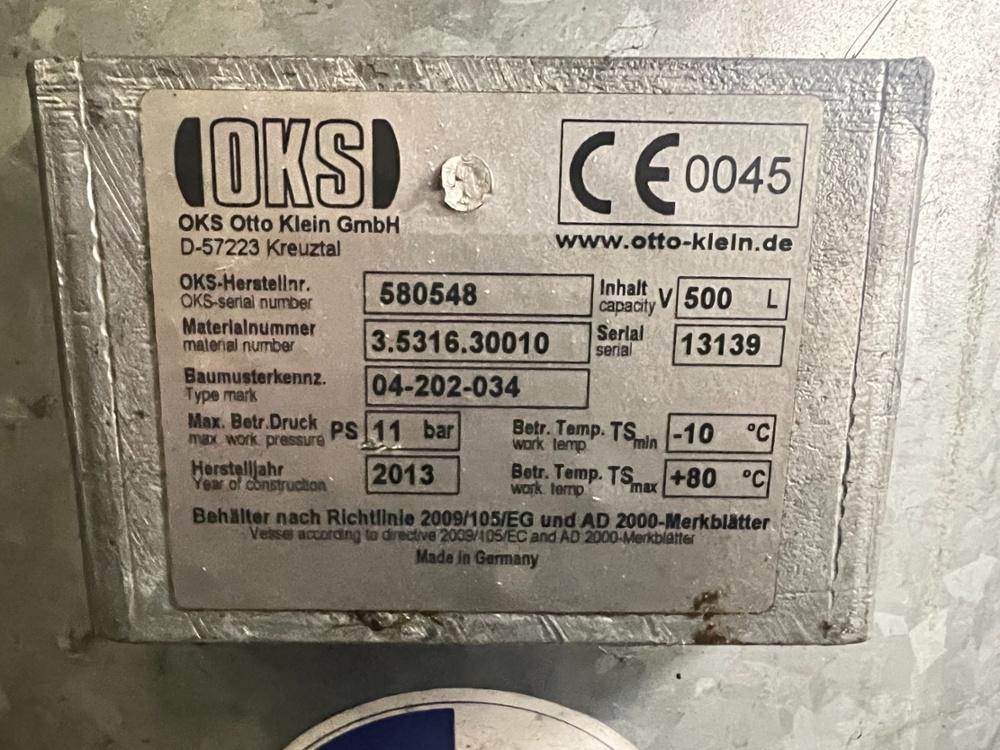 OKS
CE 0045
OKS Otto Klein GmbH
D-57223 Kreuztal
www.otto-klein.de
OKS-Herstellnr. 580548 Inhalt V 500 L
OKS-serial number capacity
Materialnummer 3.5316.30010 Serial 13139
material number serial
Baumusterkennz. 04-202-034
Type mark
Max. Betr.Druck PS 11 bar Betr. Temp. TSmin -10 °C
max. work. pressure work. temp.
Herstelljahr 2013 Betr. Temp. TSmax +80 °C
Year of construction work. temp.
Behälter nach Richtlinie 2009/105/EG und AD 2000-Merkblätter
Vessel according to directive 2009/105/EC and AD 2000-Merkblätter
Made in Germany